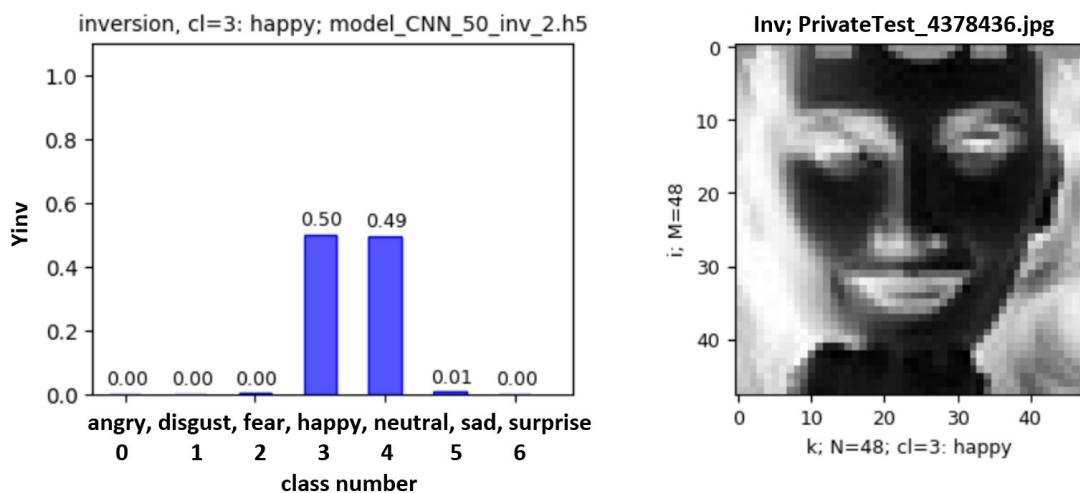 inversion, cl=3: happy; model_CNN_50_inv_2.h5
Yinv
1.0
0.8
0.6
0.4
0.2
0.0
0.00 0.00 0.00 0.50 0.49 0.01 0.00
angry, disgust, fear, happy, neutral, sad, surprise
0 1 2 3 4 5 6
class number
Inv; PrivateTest_4378436.jpg
i; M=48
0
10
20
30
40
0 10 20 30 40
k; N=48; cl=3: happy